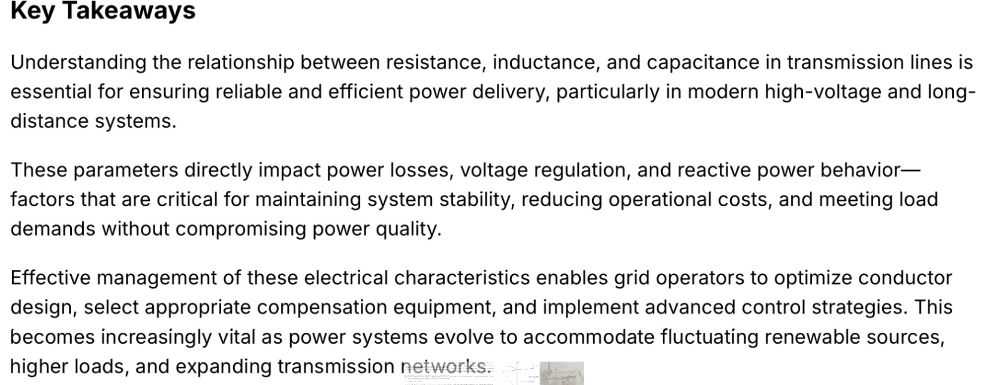 Key Takeaways
Understanding the relationship between resistance, inductance, and capacitance in transmission lines is
essential for ensuring reliable and efficient power delivery, particularly in modern high-voltage and long-
distance systems.
These parameters directly impact power losses, voltage regulation, and reactive power behavior—
factors that are critical for maintaining system stability, reducing operational costs, and meeting load
demands without compromising power quality.
Effective management of these electrical characteristics enables grid operators to optimize conductor
design, select appropriate compensation equipment, and implement advanced control strategies. This
becomes increasingly vital as power systems evolve to accommodate fluctuating renewable sources,
higher loads, and expanding transmission networks.